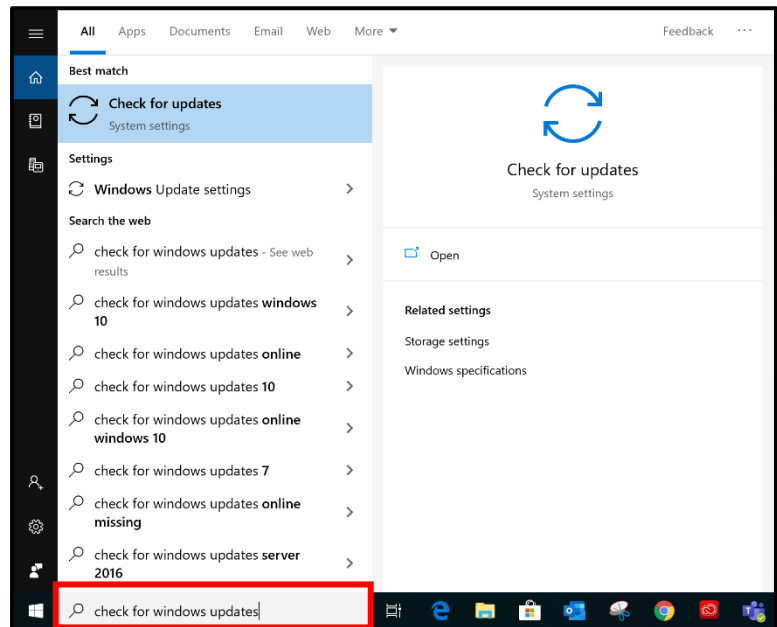 All Apps Documents Email Web More Feedback ...
Best match
Check for updates
System settings
Settings
Windows Update settings
Search the web
check for windows updates - See web
results
check for windows updates windows
10
check for windows updates online
check for windows updates 10
check for windows updates online
windows 10
check for windows updates 7
check for windows updates online
missing
check for windows updates server
2016
check for windows updates
Check for updates
System settings
Open
Related settings
Storage settings
Windows specifications